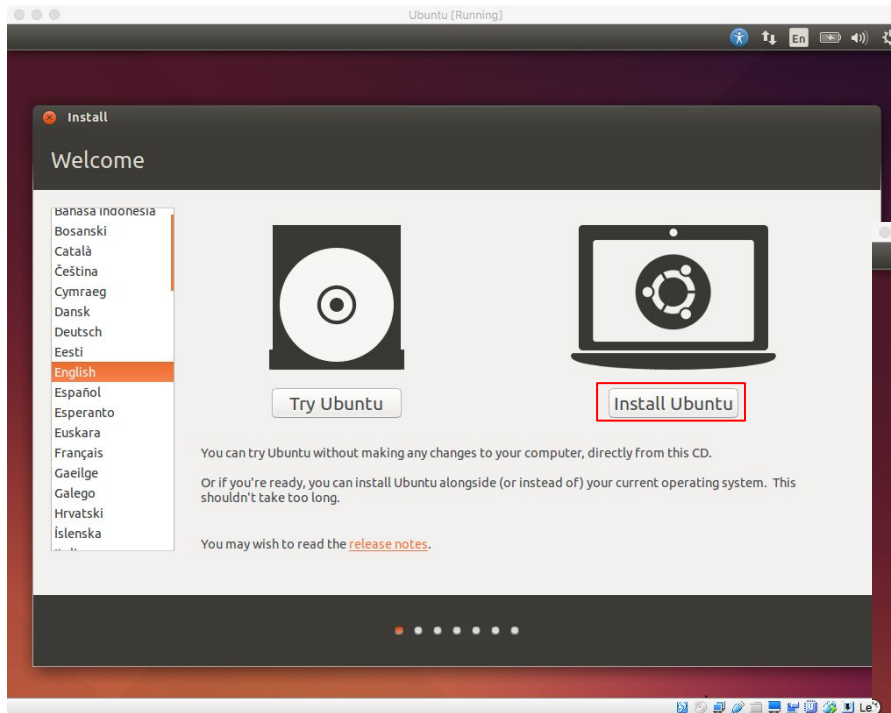 Ubuntu [Running]
En
Install
Welcome
Bahasa Indonesia
Bosanski
Català
Čeština
Cymraeg
Dansk
Deutsch
Eesti
English
Español
Esperanto
Euskara
Français
Gaeilge
Galego
Hrvatski
Íslenska
Try Ubuntu
Install Ubuntu
You can try Ubuntu without making any changes to your computer, directly from this CD.
Or if you're ready, you can install Ubuntu alongside (or instead of) your current operating system. This
shouldn't take too long.
You may wish to read the release notes.
Le